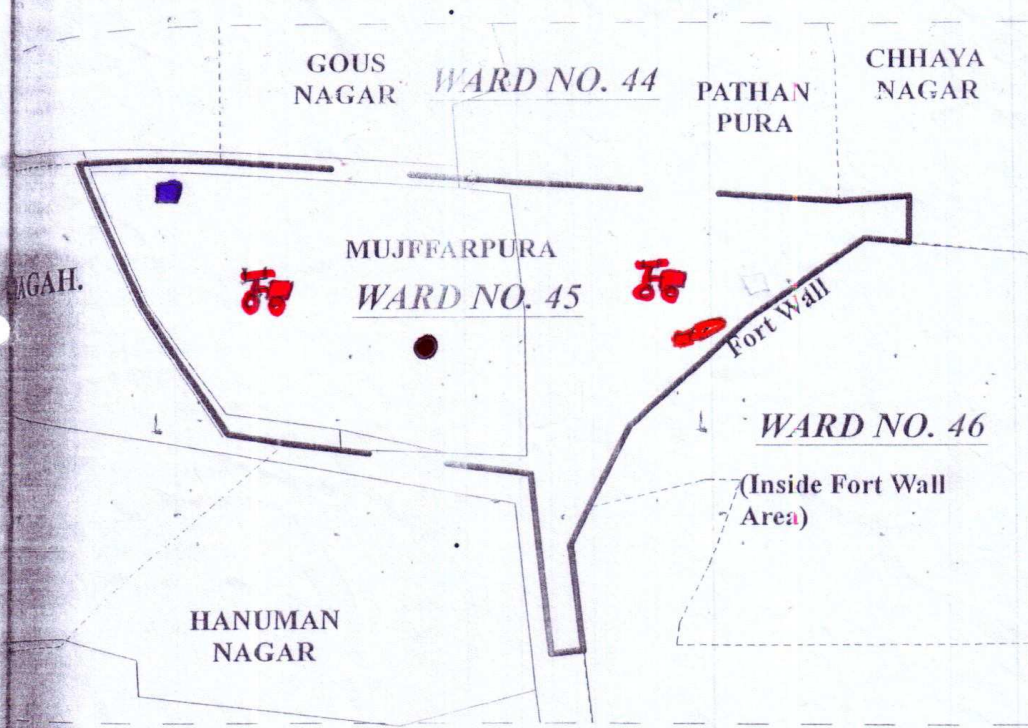 GOUS
NAGAR
WARD NO. 44
PATHAN
PURA
CHHAYA
NAGAR
MUJFFARPURA
WARD NO. 45
AGAH.
Fort Wall
WARD NO. 46
(Inside Fort Wall
Area)
HANUMAN
NAGAR